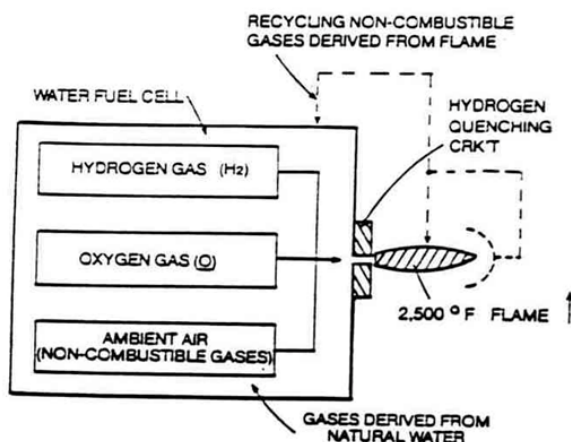 RECYCLING NON-COMBUSTIBLE
GASES DERIVED FROM FLAME
WATER FUEL CELL
HYDROGEN
QUENCHING
CRK'T
HYDROGEN GAS (H2)
OXYGEN GAS (O)
2,500 °F FLAME
AMBIENT AIR
(NON-COMBUSTIBLE GASES)
GASES DERIVED FROM
NATURAL WATER